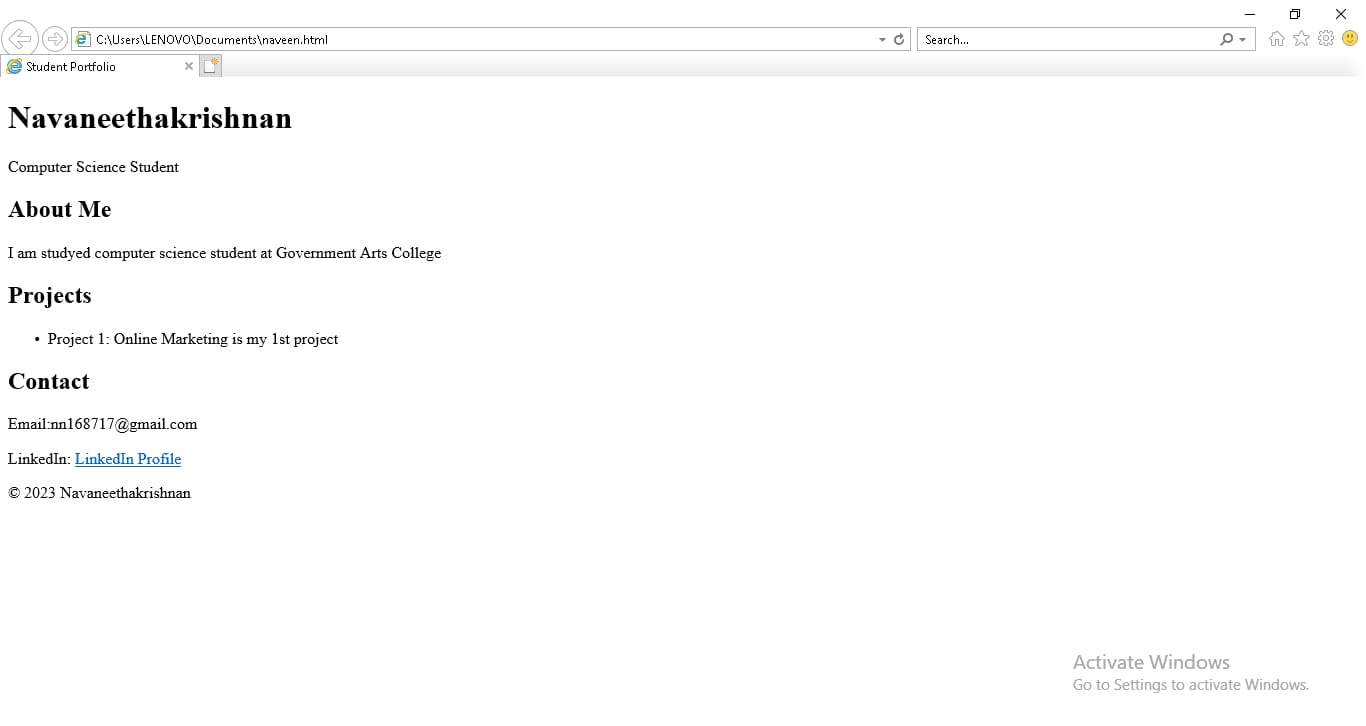 C:\Users\LENOVO\Documents\naveen.html
Search...
Student Portfolio
Navaneethakrishnan
Computer Science Student
About Me
I am studyed computer science student at Government Arts College
Projects
• Project 1: Online Marketing is my 1st project
Contact
Email:nn168717@gmail.com
LinkedIn: LinkedIn Profile
© 2023 Navaneethakrishnan
Activate Windows
Go to Settings to activate Windows.